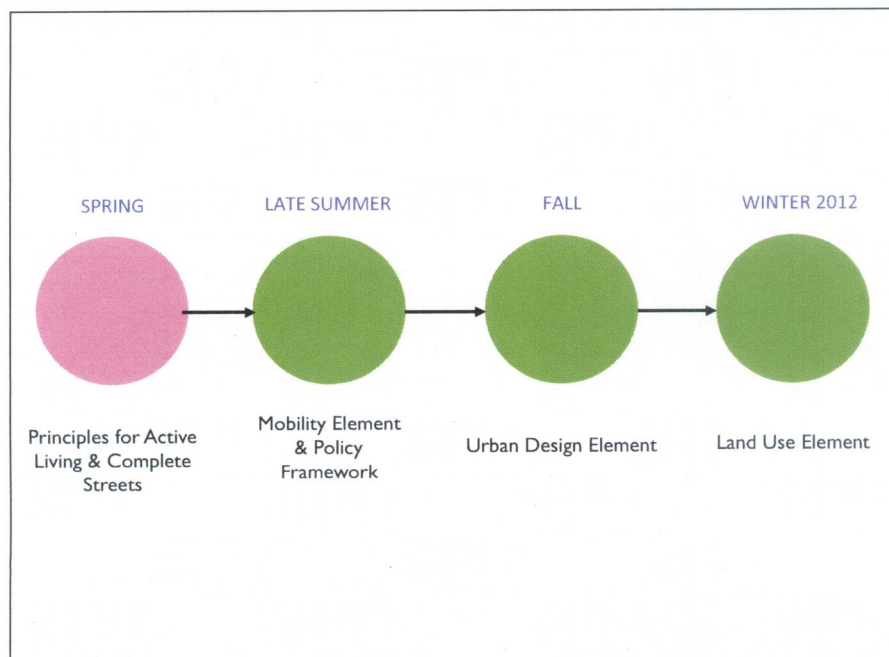 SPRING
LATE SUMMER
FALL
WINTER 2012
Principles for Active
Living & Complete
Streets
Mobility Element
& Policy
Framework
Urban Design Element
Land Use Element